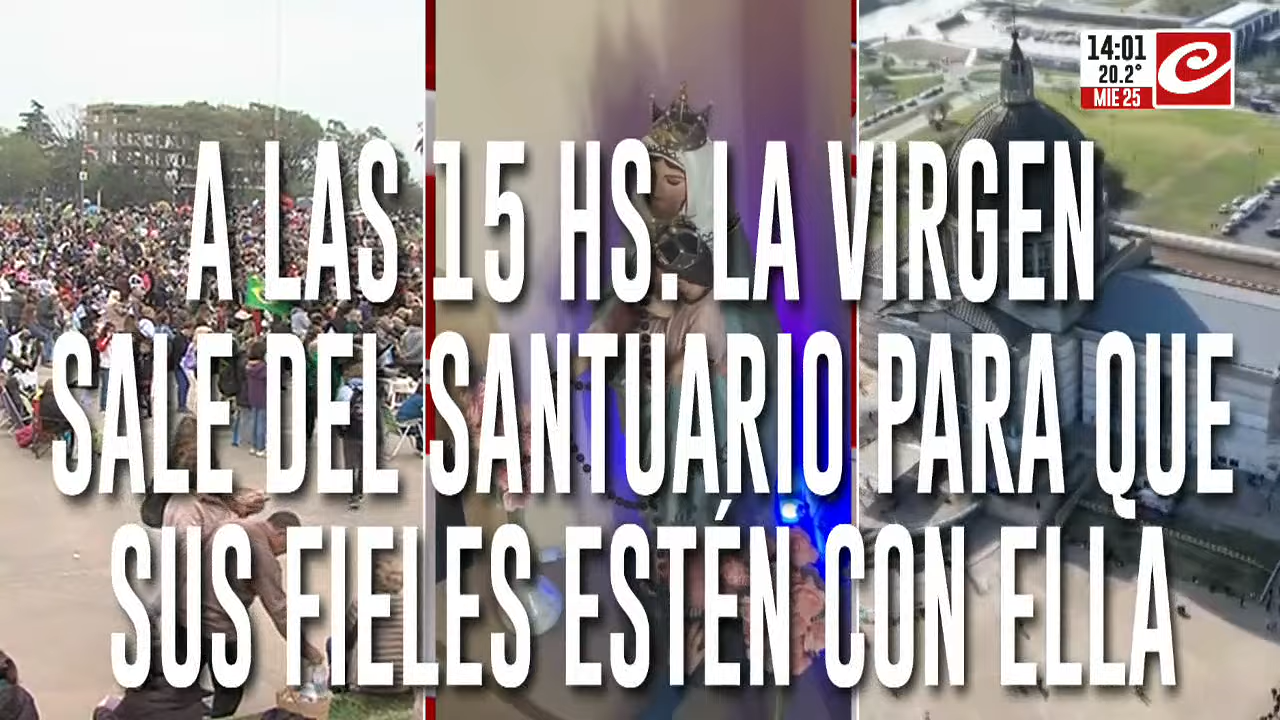 14:01
20.2°
MIE 25
A LAS 15 HS. LA VIRGEN
SALE DEL SANTUARIO PARA QUE
SUS FIELES ESTÉN CON ELLA